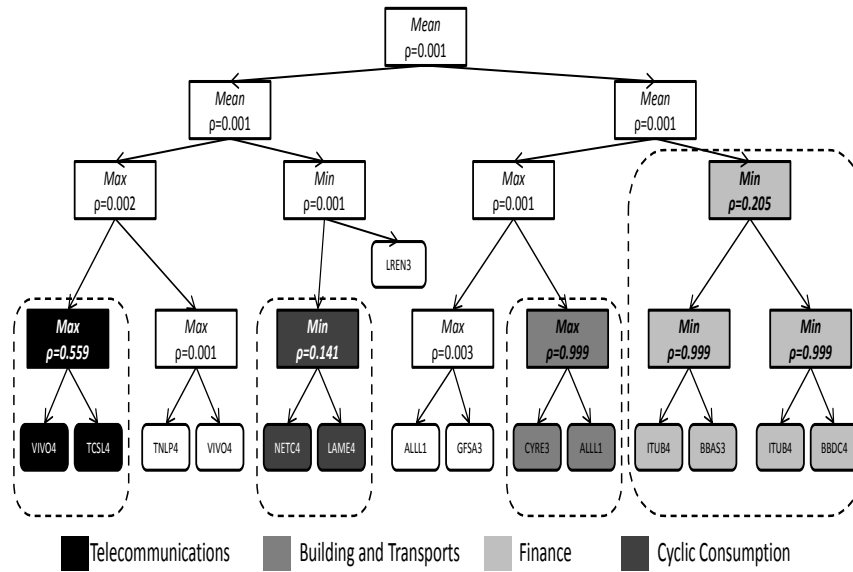 Mean
ρ=0.001
Mean
ρ=0.001
Mean
ρ=0.001
Max
ρ=0.002
Min
ρ=0.001
Max
ρ=0.001
Min
ρ=0.205
LREN3
Max
ρ=0.559
Max
ρ=0.001
Min
ρ=0.141
Max
ρ=0.003
Max
ρ=0.999
Min
ρ=0.999
Min
ρ=0.999
VIVO4
TCSL4
TNLP4
VIVO4
NETC4
LAME4
ALLL1
GFSA3
CYRE3
ALLL1
ITUB4
BBAS3
ITUB4
BBDC4
Telecommunications
Building and Transports
Finance
Cyclic Consumption